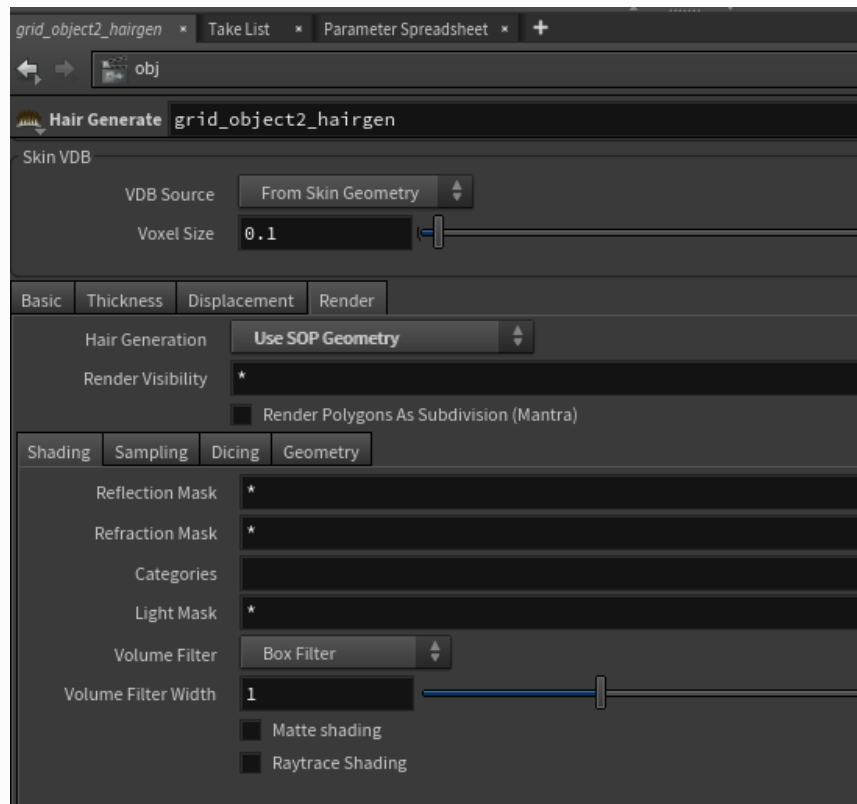 grid_object2_hairgen × Take List × Parameter Spreadsheet × +
obj
Hair Generate grid_object2_hairgen
Skin VDB
VDB Source From Skin Geometry
Voxel Size 0.1
Basic Thickness Displacement Render
Hair Generation Use SOP Geometry
Render Visibility *
Render Polygons As Subdivision (Mantra)
Shading Sampling Dicing Geometry
Reflection Mask *
Refraction Mask *
Categories
Light Mask *
Volume Filter Box Filter
Volume Filter Width 1
Matte shading
Raytrace Shading